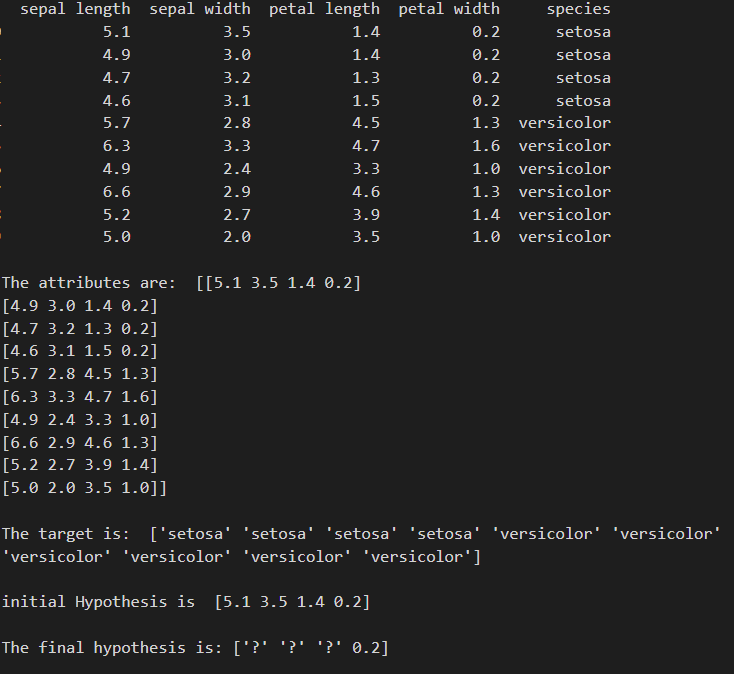 sepal length  sepal width  petal length  petal width     species
5.1          3.5           1.4          0.2      setosa
4.9          3.0           1.4          0.2      setosa
4.7          3.2           1.3          0.2      setosa
4.6          3.1           1.5          0.2      setosa
5.7          2.8           4.5          1.3  versicolor
6.3          3.3           4.7          1.6  versicolor
4.9          2.4           3.3          1.0  versicolor
6.6          2.9           4.6          1.3  versicolor
5.2          2.7           3.9          1.4  versicolor
5.0          2.0           3.5          1.0  versicolor
The attributes are:  [[5.1 3.5 1.4 0.2]
[4.9 3.0 1.4 0.2]
[4.7 3.2 1.3 0.2]
[4.6 3.1 1.5 0.2]
[5.7 2.8 4.5 1.3]
[6.3 3.3 4.7 1.6]
[4.9 2.4 3.3 1.0]
[6.6 2.9 4.6 1.3]
[5.2 2.7 3.9 1.4]
[5.0 2.0 3.5 1.0]]
The target is:  ['setosa' 'setosa' 'setosa' 'setosa' 'versicolor' 'versicolor'
'versicolor' 'versicolor' 'versicolor' 'versicolor']
initial Hypothesis is  [5.1 3.5 1.4 0.2]
The final hypothesis is: ['?' '?' '?' 0.2]